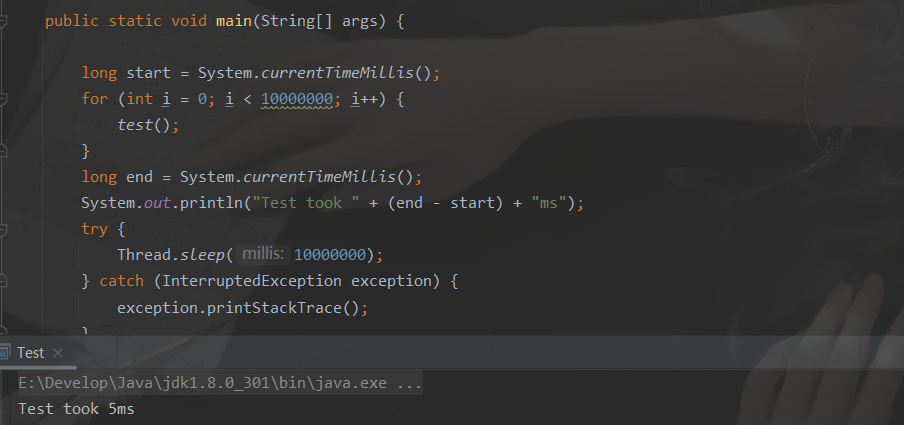 public static void main(String[] args) {
long start = System.currentTimeMillis();
for (int i = 0; i < 10000000; i++) {
test();
}
long end = System.currentTimeMillis();
System.out.println("Test took " + (end - start) + "ms");
try {
Thread.sleep( millis: 10000000);
} catch (InterruptedException exception) {
exception.printStackTrace();
}
Test ×
E:\Develop\Java\jdk1.8.0_301\bin\java.exe ...
Test took 5ms